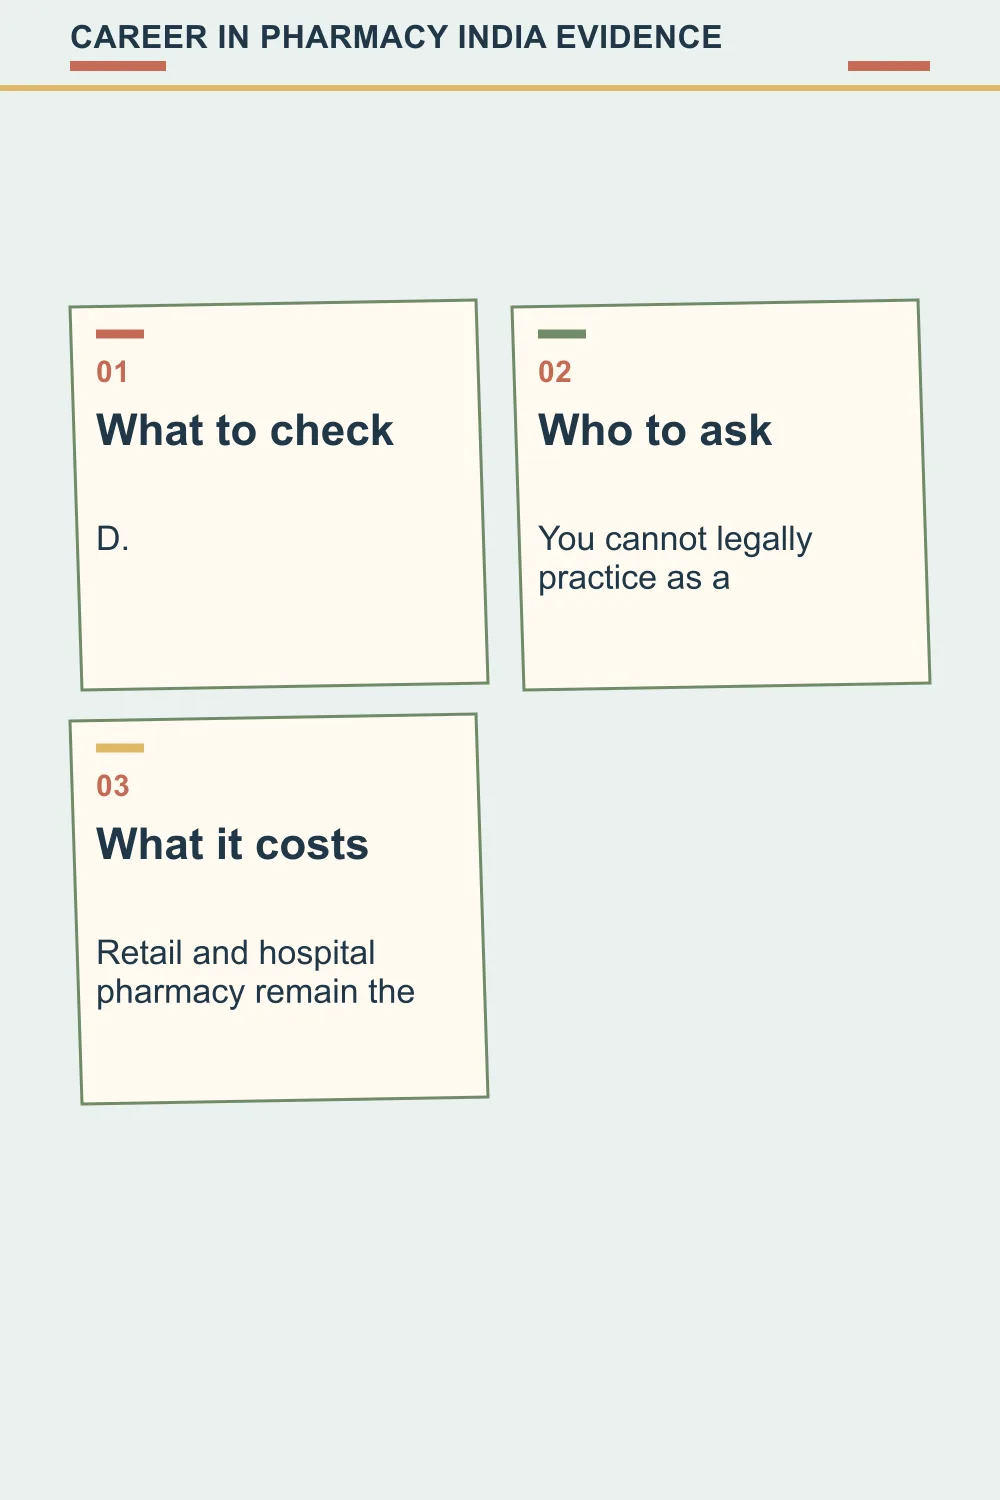 CAREER IN PHARMACY INDIA EVIDENCE
01
What to check
D.
02
Who to ask
You cannot legally
practice as a
03
What it costs
Retail and hospital
pharmacy remain the